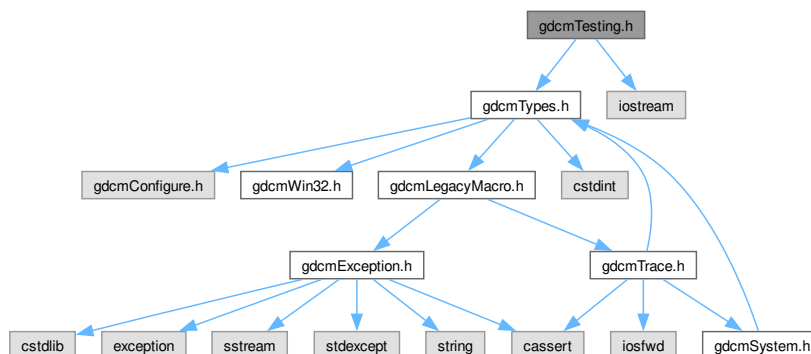 gdcmTesting.h
gdcmTypes.h
iostream
gdcmConfigure.h
gdcmWin32.h
gdcmLegacyMacro.h
cstdint
gdcmException.h
gdcmTrace.h
cstdlib
exception
sstream
stdexcept
string
cassert
iosfwd
gdcmSystem.h